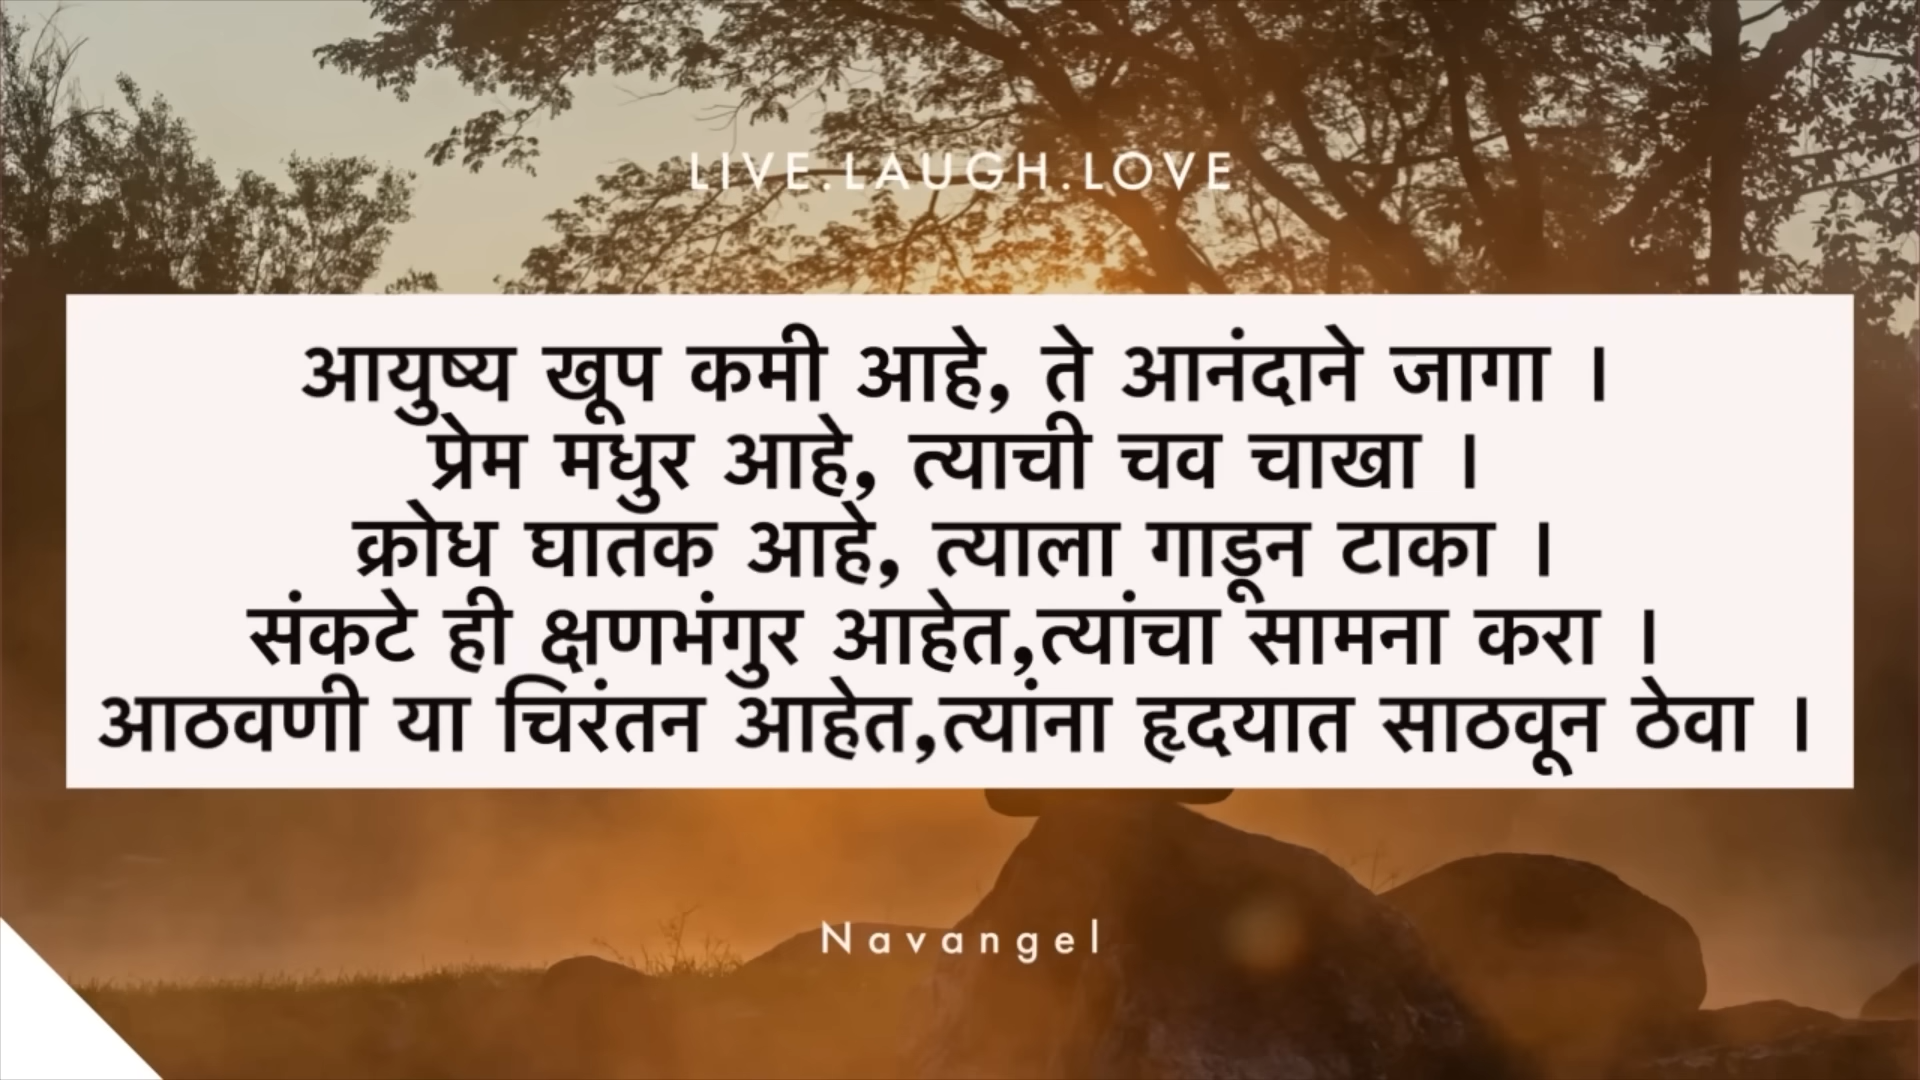 LIVE.LAUGH.LOVE
आयुष्य खूप कमी आहे, ते आनंदाने जागा ।
प्रेम मधुर आहे, त्याची चव चाखा ।
क्रोध घातक आहे, त्याला गाडून टाका ।
संकटे ही क्षणभंगुर आहेत,त्यांचा सामना करा ।
आठवणी या चिरंतन आहेत,त्यांना हृदयात साठवून ठेवा ।
Navangel